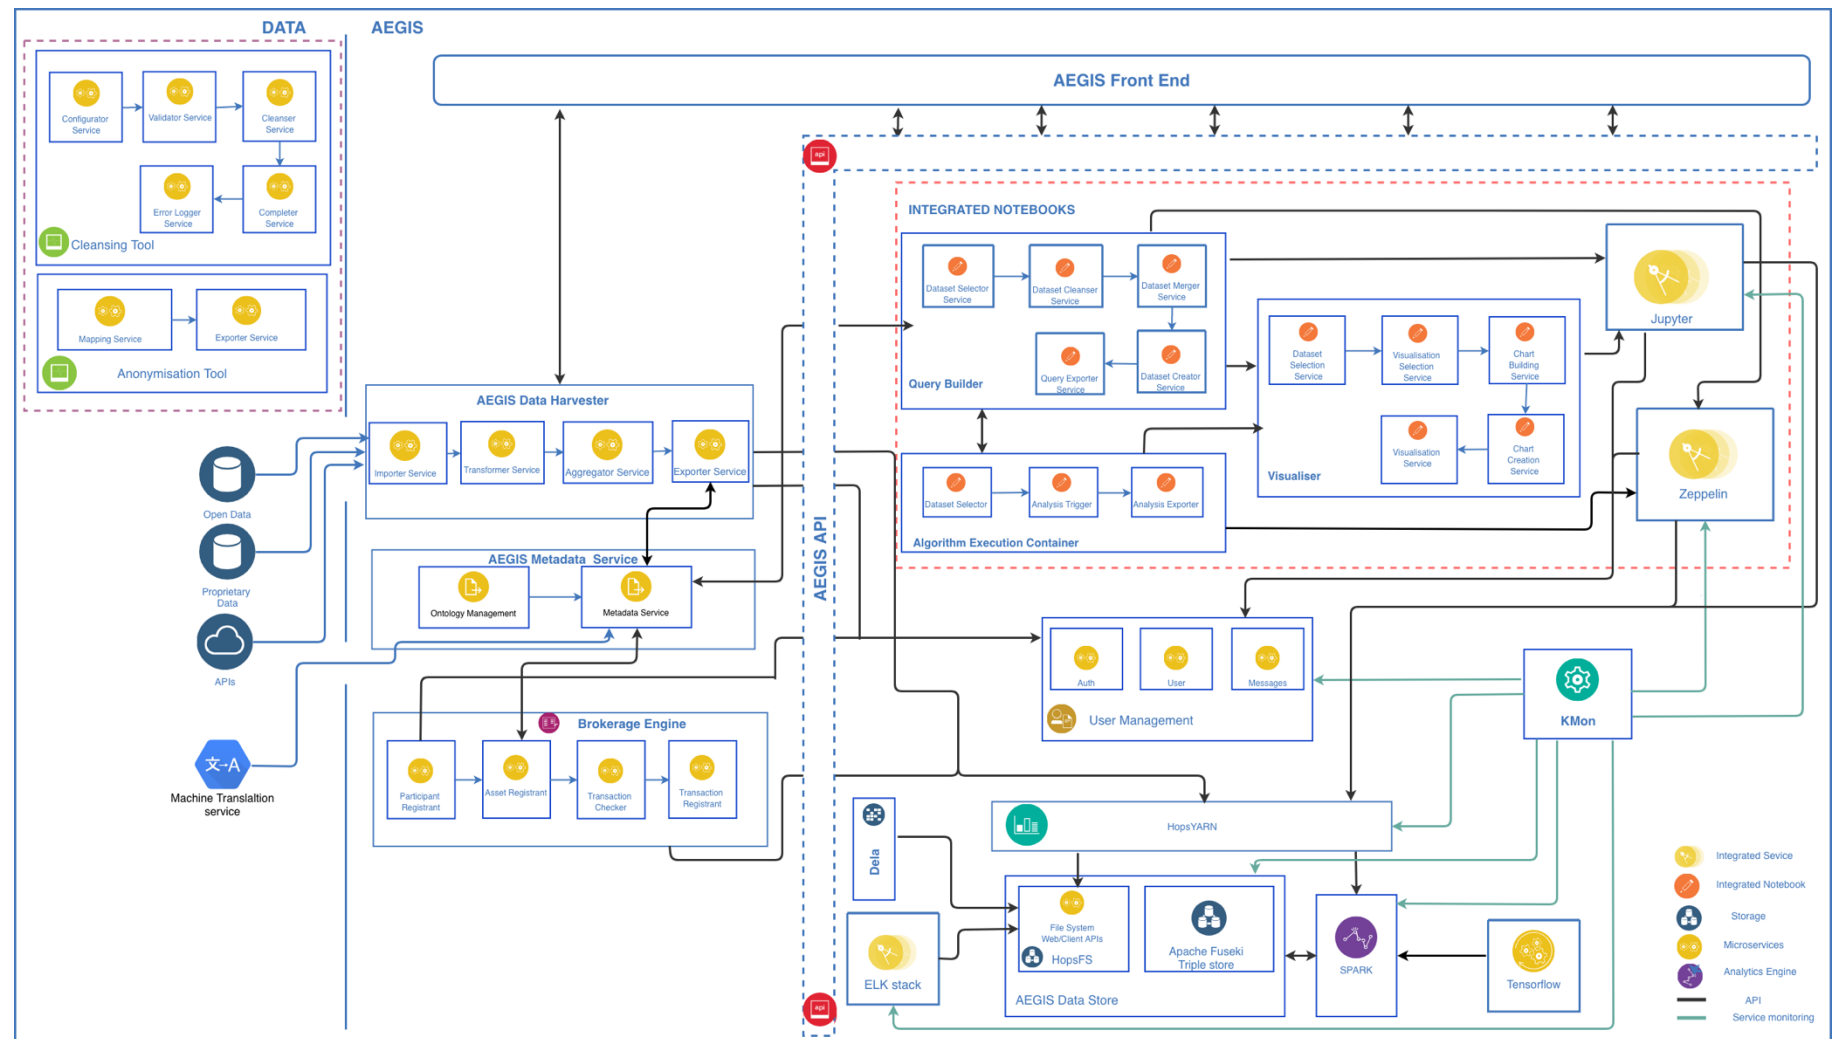 DATA
AEGIS
AEGIS Front End
Configurator
Service
Validator Service
Cleanser
Service
Error Logger
Service
Completer
Service
Cleansing Tool
Mapping Service
Exporter Service
Anonymisation Tool
Open Data
Proprietary
Data
APIs
文→A
Machine Translaltion
service
AEGIS Data Harvester
Importer Service
Transformer Service
Aggregator Service
Exporter Service
AEGIS Metadata Service
Ontology Management
Metadata Service
Brokerage Engine
Participant
Registrant
Asset Registrant
Transaction
Checker
Transaction
Registrant
api
AEGIS API
api
INTEGRATED NOTEBOOKS
Dataset Selector
Service
Dataset Cleanser
Service
Dataset Merger
Service
Query Exporter
Service
Dataset Creator
Service
Query Builder
Dataset Selector
Analysis Trigger
Analysis Exporter
Algorithm Execution Container
Dataset
Selection
Service
Visualisation
Selection
Service
Chart
Building
Service
Visualisation
Service
Chart
Creation
Service
Visualiser
Jupyter
Zeppelin
Auth
User
Messages
User Management
KMon
HopsYARN
Dela
ELK stack
File System
Web/Client APIs
HopsFS
Apache Fuseki
Triple store
AEGIS Data Store
SPARK
Tensorflow
Integrated Sevice
Integrated Notebook
Storage
Microservices
Analytics Engine
API
Service monitoring